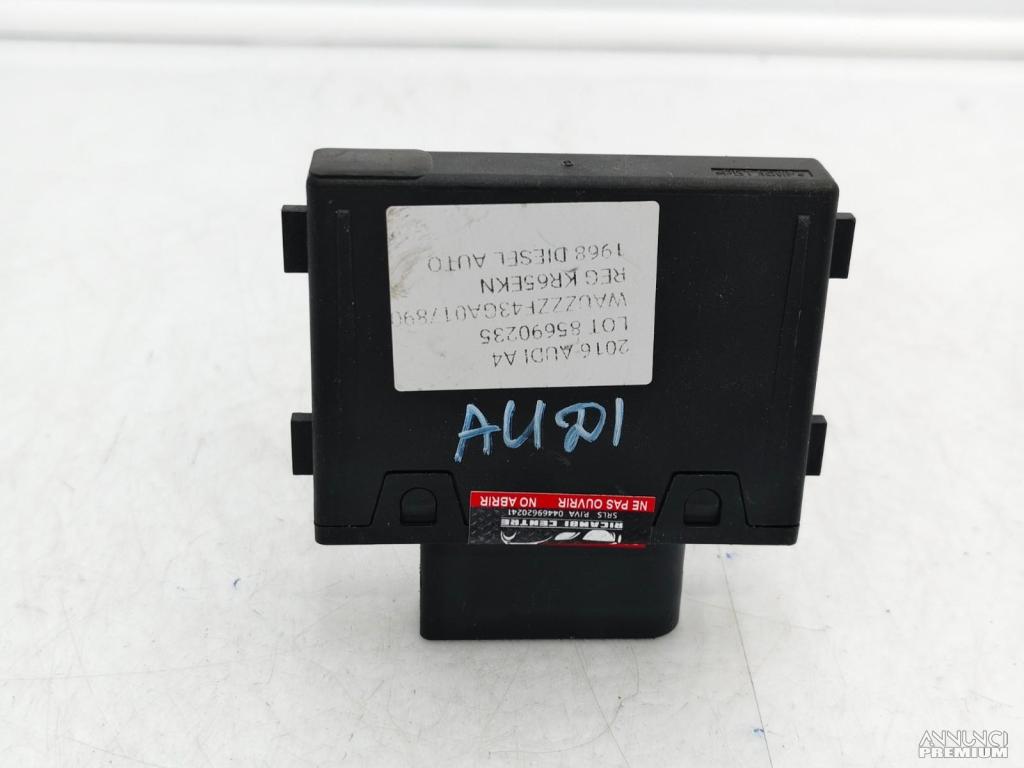 2016 AUDI A4
LOT 85690235
WAUZZZF43GA017890
REG KR65EKN
1968 DIESEL AUTO
AUDI
RICAMBI CENTRE
SRLS P.IVA 04469620241
NE PAS OUVRIR NO ABRIR
ANNUNCI
PREMIUM